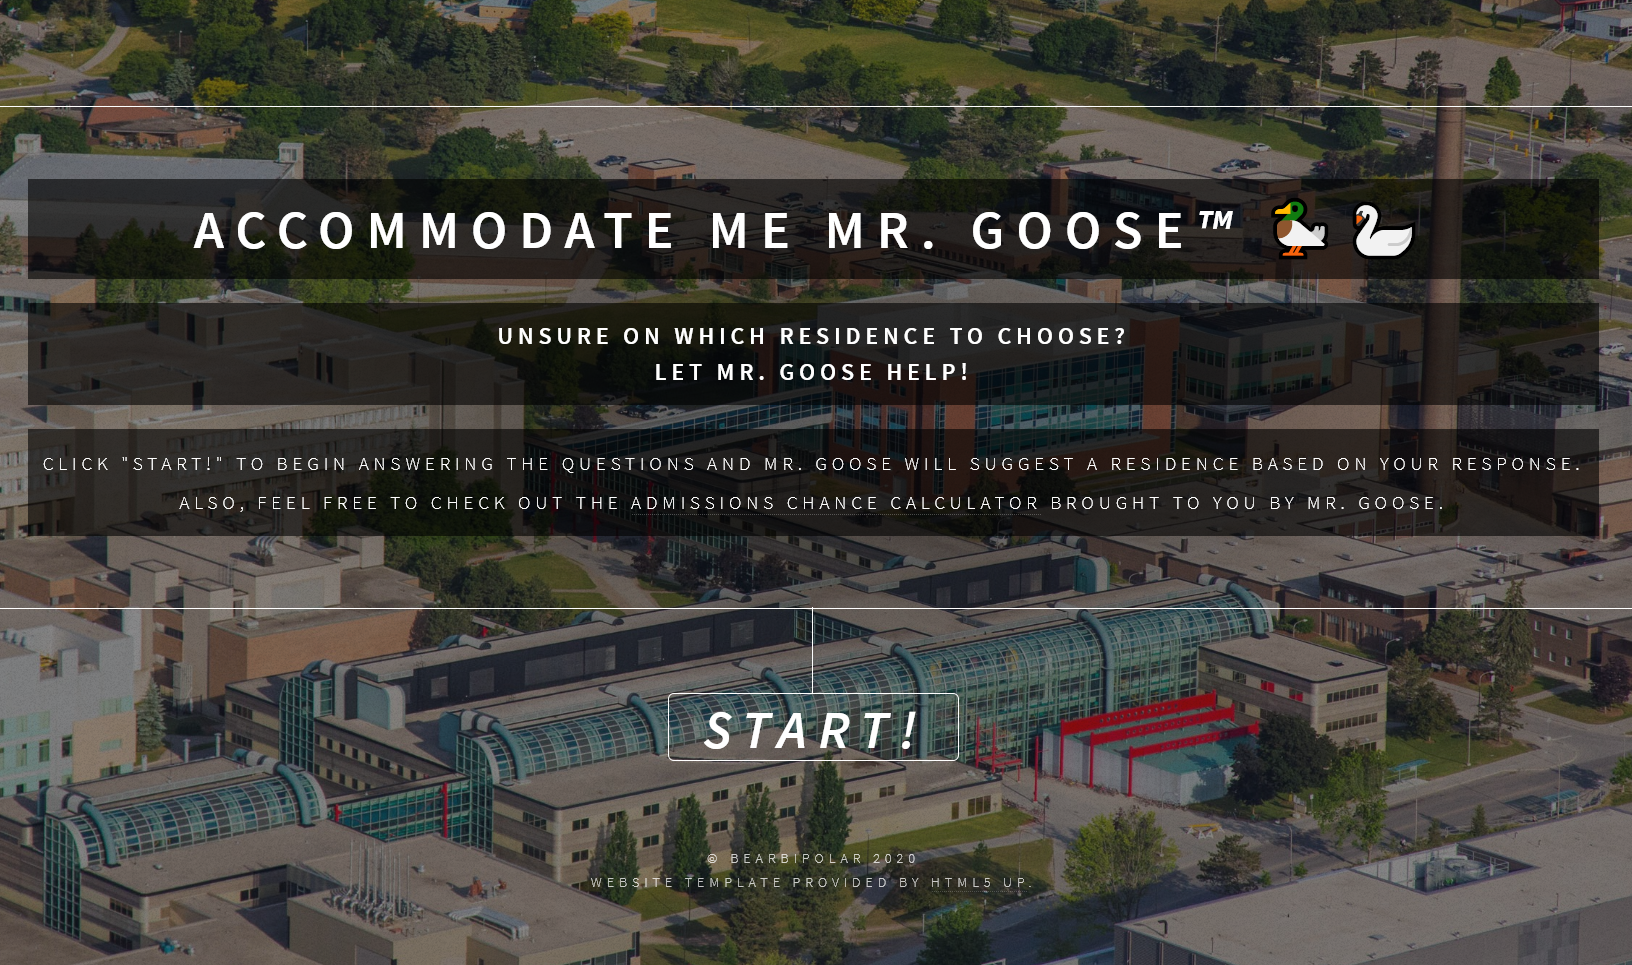 ACCOMMODATE ME MR. GOOSE™ 🦆 🦢
UNSURE ON WHICH RESIDENCE TO CHOOSE?
LET MR. GOOSE HELP!
CLICK "START!" TO BEGIN ANSWERING THE QUESTIONS AND MR. GOOSE WILL SUGGEST A RESIDENCE BASED ON YOUR RESPONSE.
ALSO, FEEL FREE TO CHECK OUT THE ADMISSIONS CHANCE CALCULATOR BROUGHT TO YOU BY MR. GOOSE.
START!
© BEARBIPOLAR 2020
WEBSITE TEMPLATE PROVIDED BY HTML5 UP.